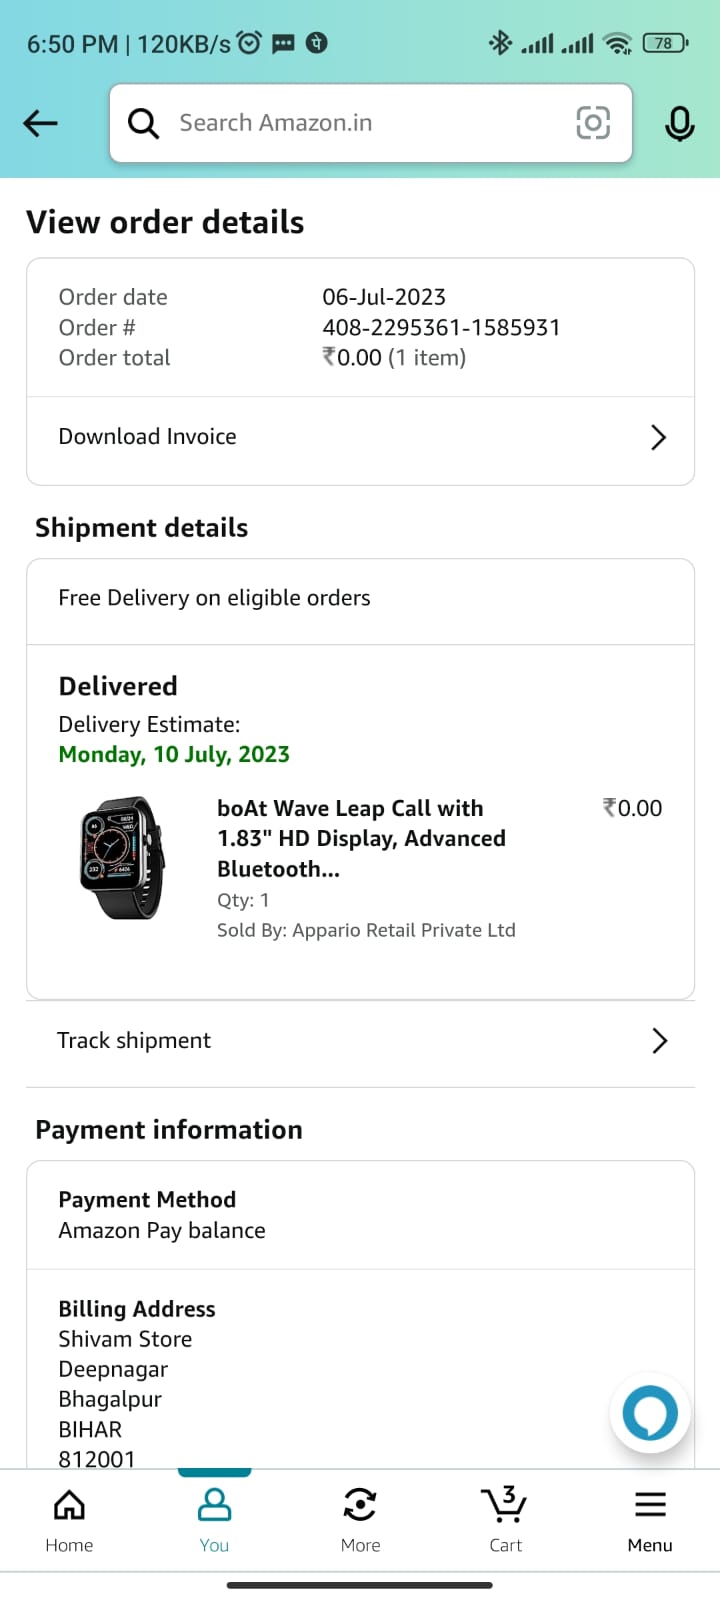 6:50 PM | 120KB/s
78
Search Amazon.in
View order details
Order date 06-Jul-2023
Order # 408-2295361-1585931
Order total ₹0.00 (1 item)
Download Invoice
Shipment details
Free Delivery on eligible orders
Delivered
Delivery Estimate:
Monday, 10 July, 2023
boAt Wave Leap Call with ₹0.00
1.83" HD Display, Advanced
Bluetooth...
Qty: 1
Sold By: Appario Retail Private Ltd
Track shipment
Payment information
Payment Method
Amazon Pay balance
Billing Address
Shivam Store
Deepnagar
Bhagalpur
BIHAR
812001
3
Home You More Cart Menu